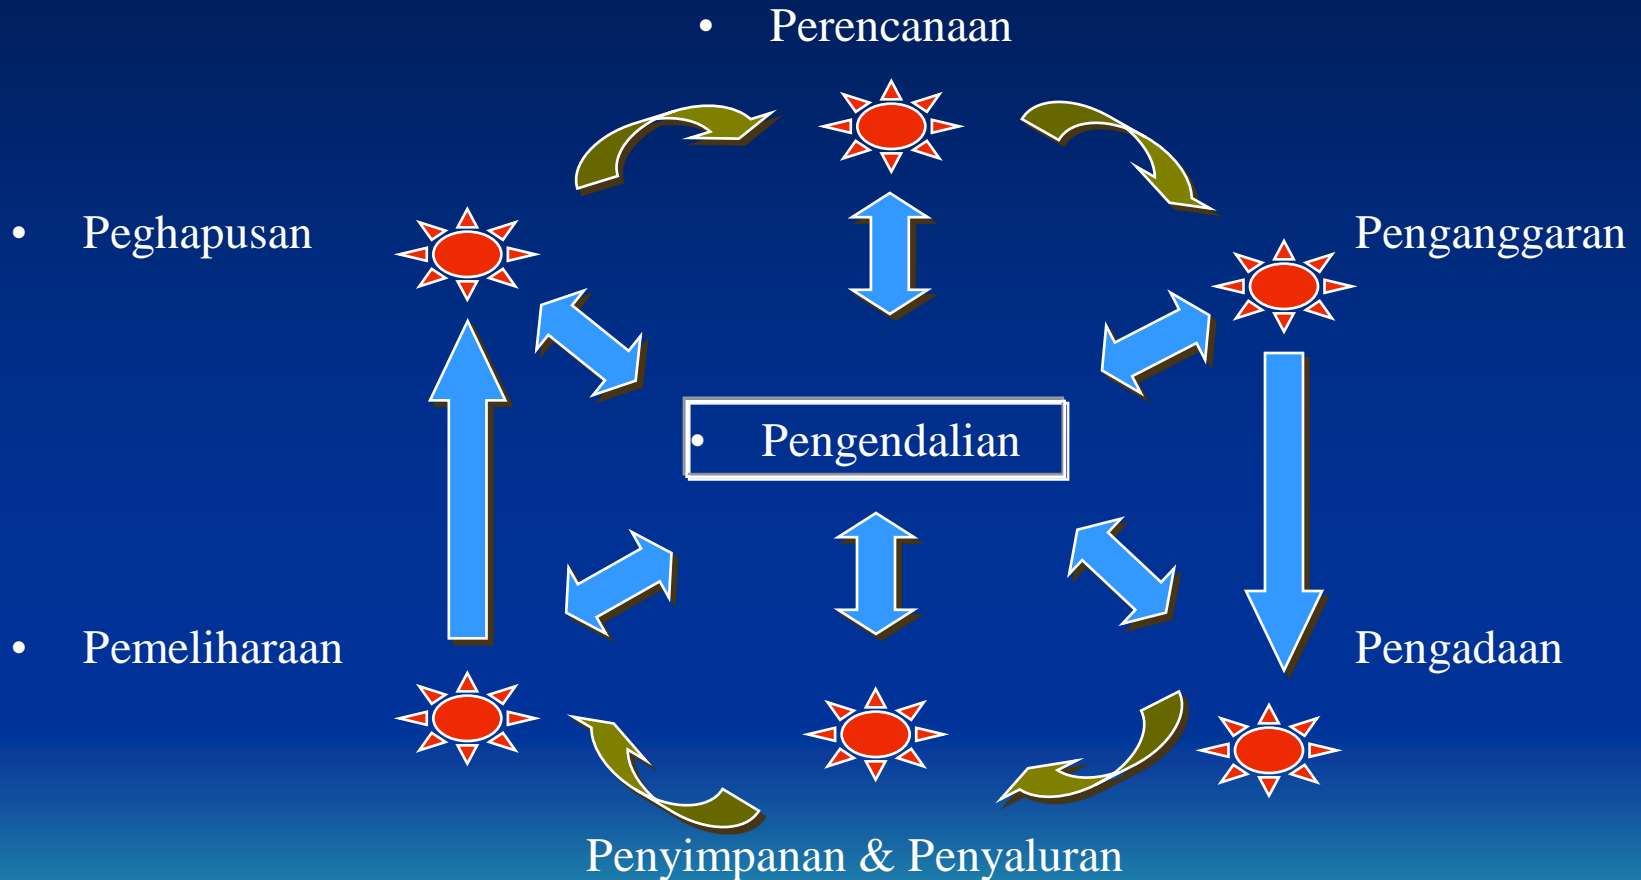 • Perencanaan
• Peghapusan
Penganggaran
• Pengendalian
• Pemeliharaan
Pengadaan
Penyimpanan & Penyaluran